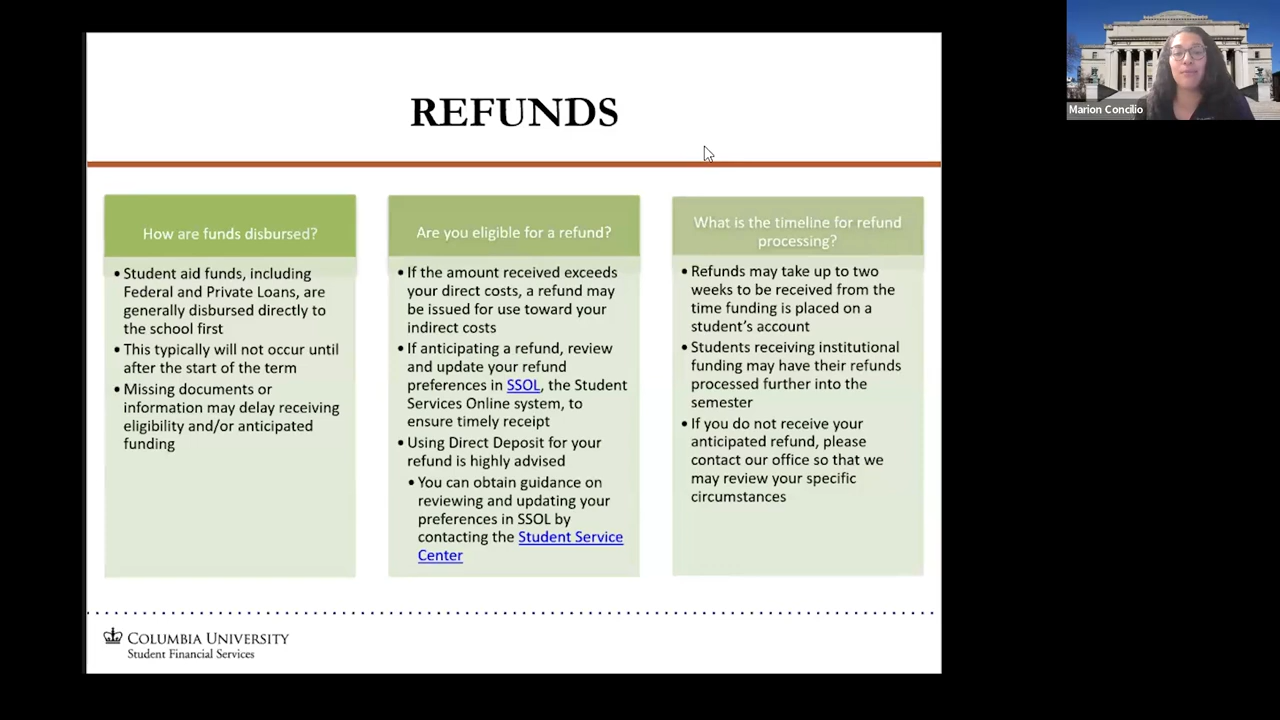 REFUNDS
How are funds disbursed?
• Student aid funds, including
Federal and Private Loans, are
generally disbursed directly to
the school first
• This typically will not occur until
after the start of the term
• Missing documents or
information may delay receiving
eligibility and/or anticipated
funding
Are you eligible for a refund?
• If the amount received exceeds
your direct costs, a refund may
be issued for use toward your
indirect costs
• If anticipating a refund, review
and update your refund
preferences in SSOL, the Student
Services Online system, to
ensure timely receipt
• Using Direct Deposit for your
refund is highly advised
• You can obtain guidance on
reviewing and updating your
preferences in SSOL by
contacting the Student Service
Center
What is the timeline for refund
processing?
• Refunds may take up to two
weeks to be received from the
time funding is placed on a
student's account
• Students receiving institutional
funding may have their refunds
processed further into the
semester
• If you do not receive your
anticipated refund, please
contact our office so that we
may review your specific
circumstances
COLUMBIA UNIVERSITY
Student Financial Services
Marion Concilio